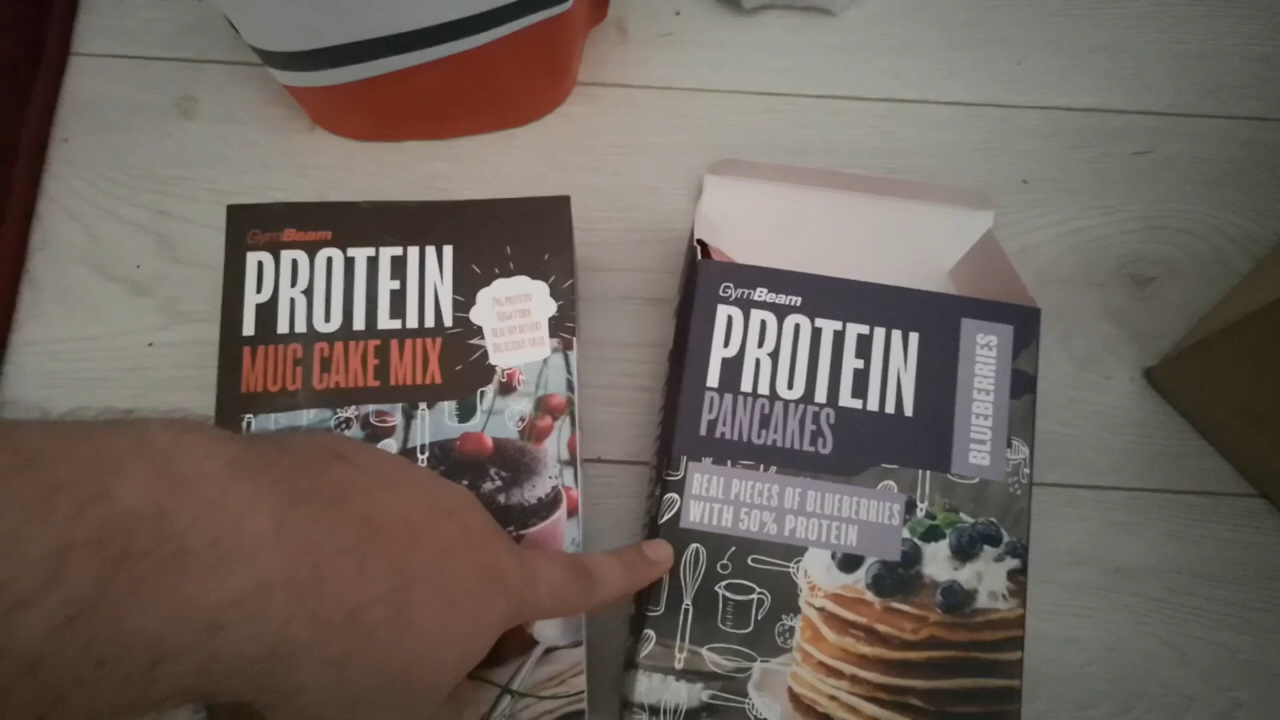 GymBeam
PROTEIN
MUG CAKE MIX
GymBeam
PROTEIN
PANCAKES
BLUEBERRIES
REAL PIECES OF BLUEBERRIES
WITH 50% PROTEIN